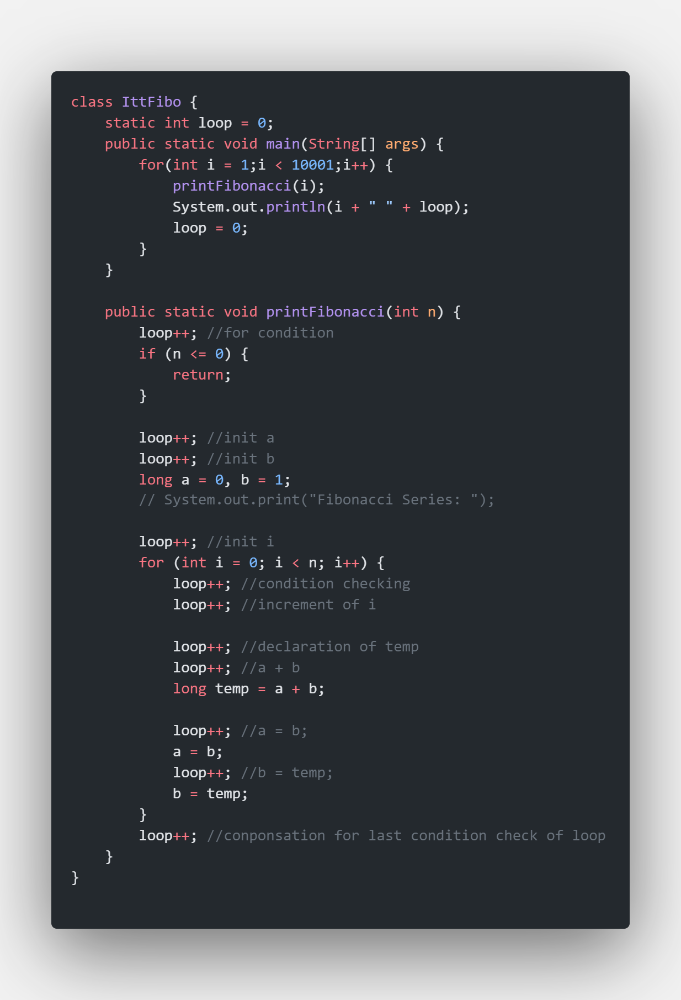 class IttFibo {
    static int loop = 0;
    public static void main(String[] args) {
        for(int i = 1;i < 10001;i++) {
            printFibonacci(i);
            System.out.println(i + " " + loop);
            loop = 0;
        }
    }

    public static void printFibonacci(int n) {
        loop++; //for condition
        if (n <= 0) {
            return;
        }

        loop++; //init a
        loop++; //init b
        long a = 0, b = 1;
        // System.out.print("Fibonacci Series: ");

        loop++; //init i
        for (int i = 0; i < n; i++) {
            loop++; //condition checking
            loop++; //increment of i

            loop++; //declaration of temp
            loop++; //a + b
            long temp = a + b;

            loop++; //a = b;
            a = b;
            loop++; //b = temp;
            b = temp;
        }
        loop++; //conponsation for last condition check of loop
    }
}